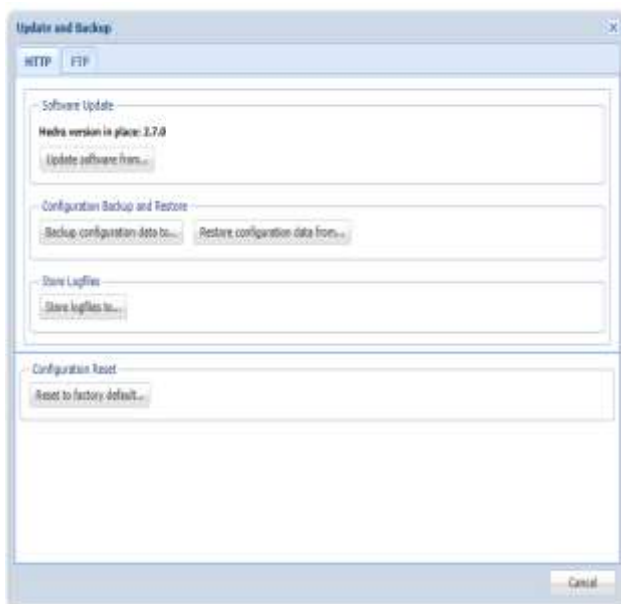 Update and Backup
HTTP FTP
Software Update
Hedra version in place: 2.7.0
Update software from...
Configuration Backup and Restore
Backup configuration data to... Restore configuration data from...
Store Logfiles
Store logfiles to...
Configuration Reset
Reset to factory default...
Cancel